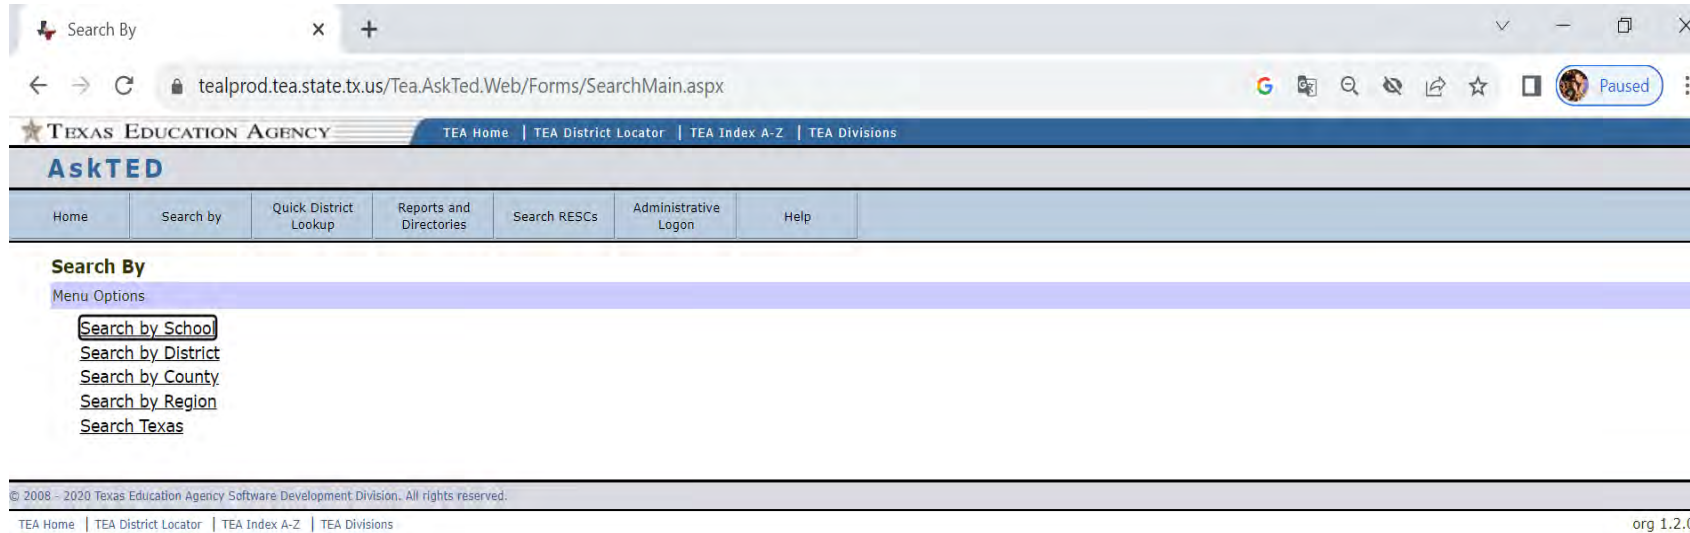 Search By
tealprod.tea.state.tx.us/Tea.AskTed.Web/Forms/SearchMain.aspx
Paused
TEXAS EDUCATION AGENCY
TEA Home | TEA District Locator | TEA Index A-Z | TEA Divisions
AskTED
Home
Search by
Quick District
Lookup
Reports and
Directories
Search RESCs
Administrative
Logon
Help
Search By
Menu Options
Search by School
Search by District
Search by County
Search by Region
Search Texas
© 2008 - 2020 Texas Education Agency Software Development Division. All rights reserved.
TEA Home | TEA District Locator | TEA Index A-Z | TEA Divisions
org 1.2.0